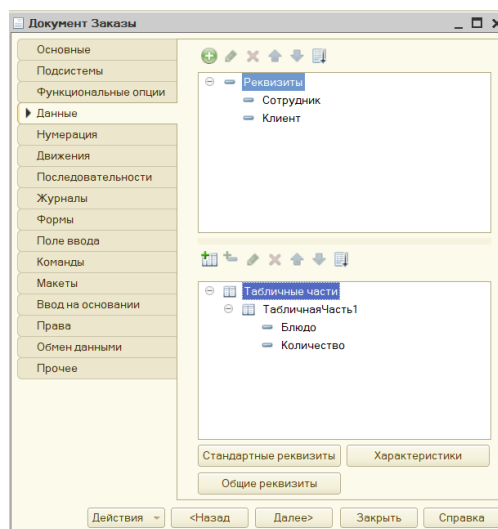 Документ Заказы
Основные
Подсистемы
Функциональные опции
Данные
Нумерация
Движения
Последовательности
Журналы
Формы
Поле ввода
Команды
Макеты
Ввод на основании
Права
Обмен данными
Прочее
Реквизиты
Сотрудник
Клиент
Табличные части
ТабличнаяЧасть1
Блюдо
Количество
Стандартные реквизиты
Характеристики
Общие реквизиты
Действия
<Назад
Далее>
Закрыть
Справка